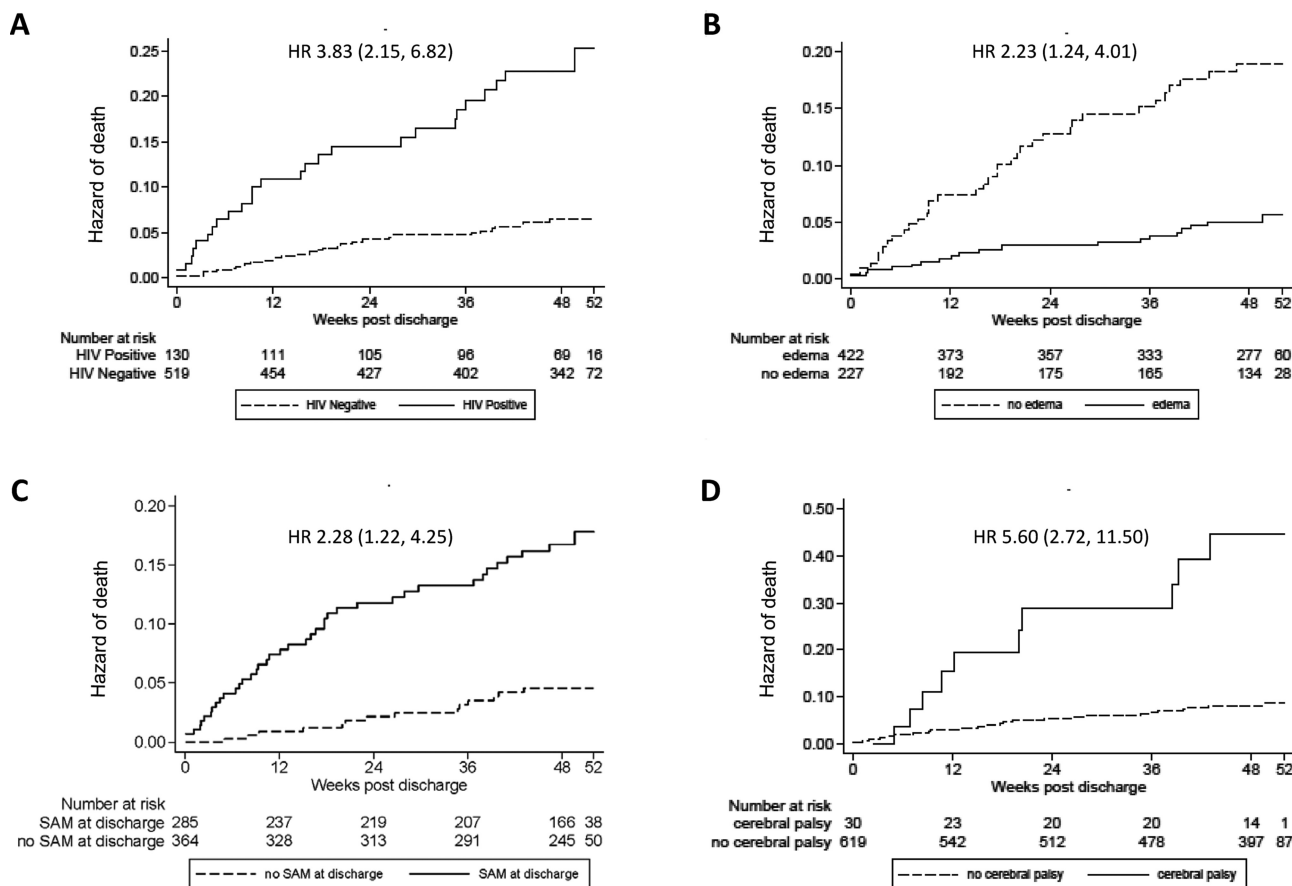 A
HR 3.83 (2.15, 6.82)
0.25
0.20
0.15
0.10
0.05
0.00
Hazard of death
0 12 24 36 48 52
Weeks post discharge
Number at risk
HIV Positive 130 111 105 96 69 16
HIV Negative 519 454 427 402 342 72
HIV Negative HIV Positive
B
HR 2.23 (1.24, 4.01)
0.20
0.15
0.10
0.05
0.00
Hazard of death
0 12 24 36 48 52
Weeks post discharge
Number at risk
edema 422 373 357 333 277 60
no edema 227 192 175 165 134 28
no edema edema
C
HR 2.28 (1.22, 4.25)
0.20
0.15
0.10
0.05
0.00
Hazard of death
0 12 24 36 48 52
Weeks post discharge
Number at risk
SAM at discharge 285 237 219 207 166 38
no SAM at discharge 364 328 313 291 245 50
no SAM at discharge SAM at discharge
D
HR 5.60 (2.72, 11.50)
0.50
0.40
0.30
0.20
0.10
0.00
Hazard of death
0 12 24 36 48 52
Weeks post discharge
Number at risk
cerebral palsy 30 23 20 20 14 1
no cerebral palsy 619 542 512 478 397 87
no cerebral palsy cerebral palsy